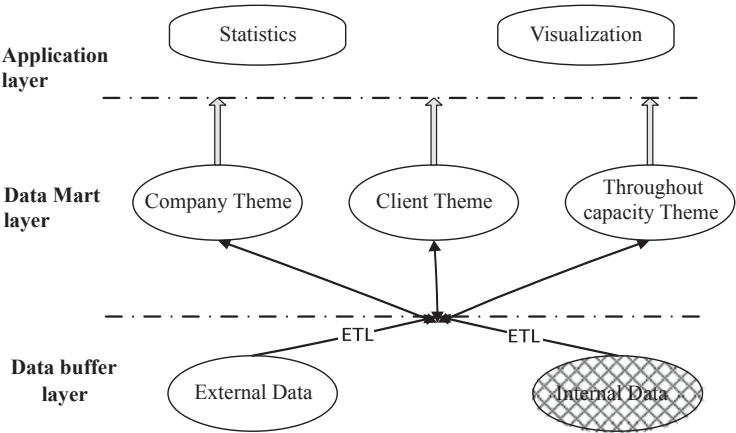 Statistics
Visualization
Application
layer
Data Mart
layer
Company Theme
Client Theme
Throughout
capacity Theme
ETL
ETL
Data buffer
layer
External Data
Internal Data